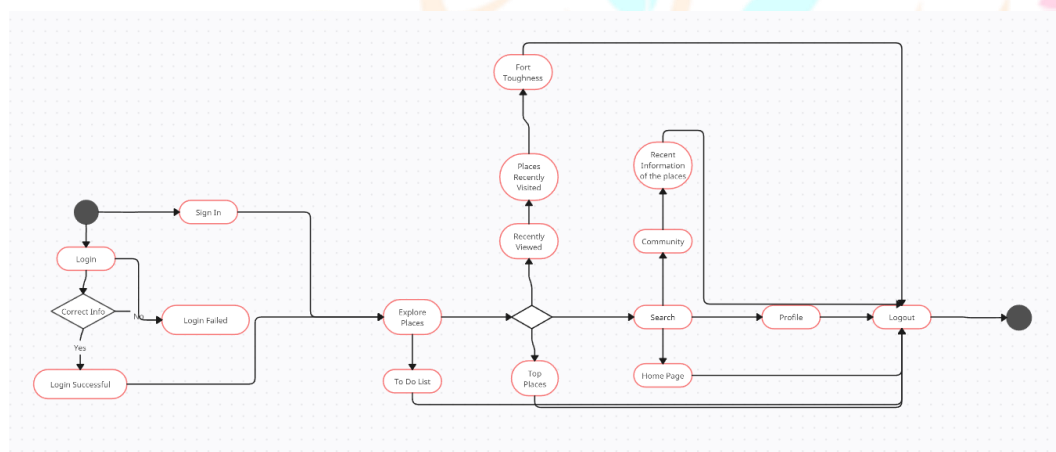 Fort
Toughness
Recent
Information
of the places
Places
Recently
Visited
Sign In
Recently
Viewed
Community
Login
Correct Info
No
Login Failed
Explore
Places
Search
Profile
Logout
Yes
Login Successful
To Do List
Top
Places
Home Page